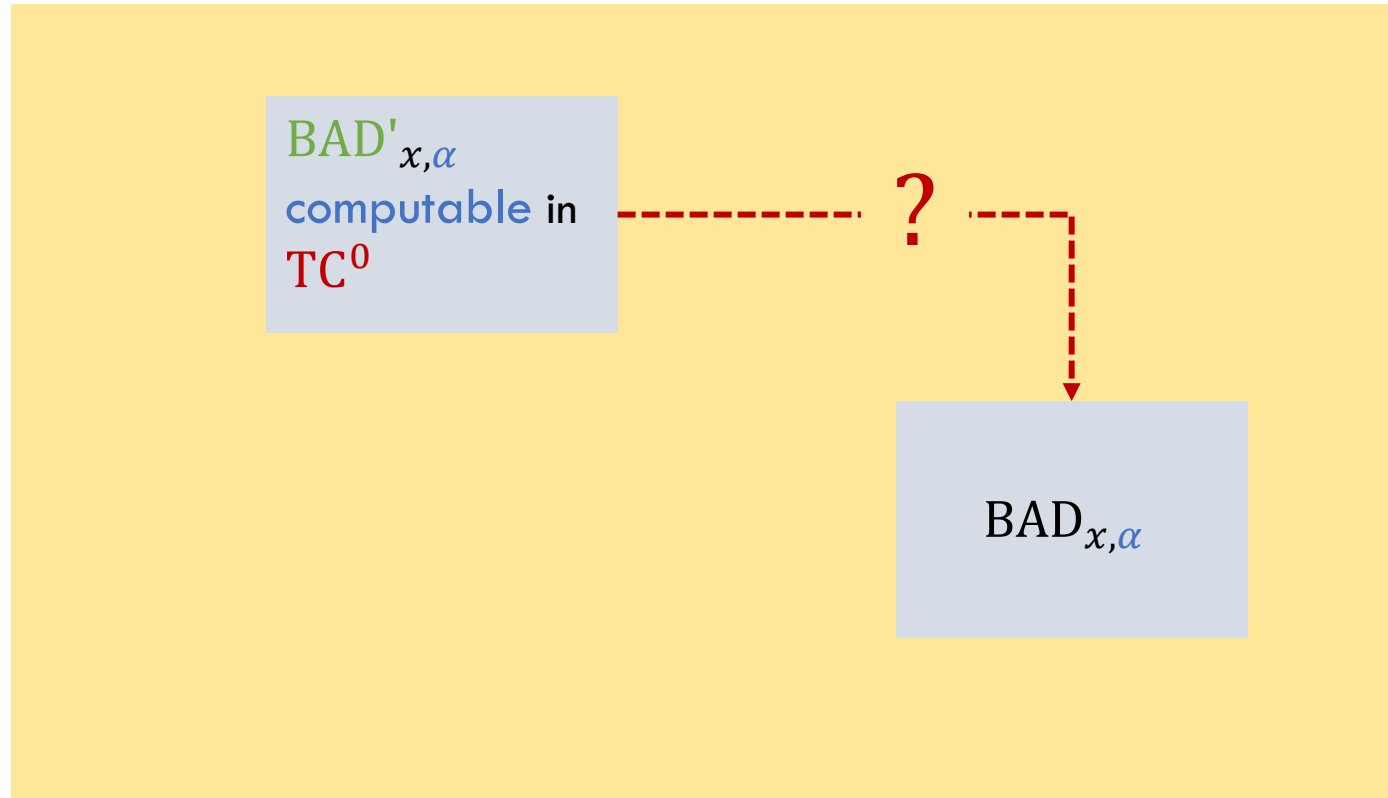 BAD'ₓ,α
computable in
TC⁰
?
BADₓ,α